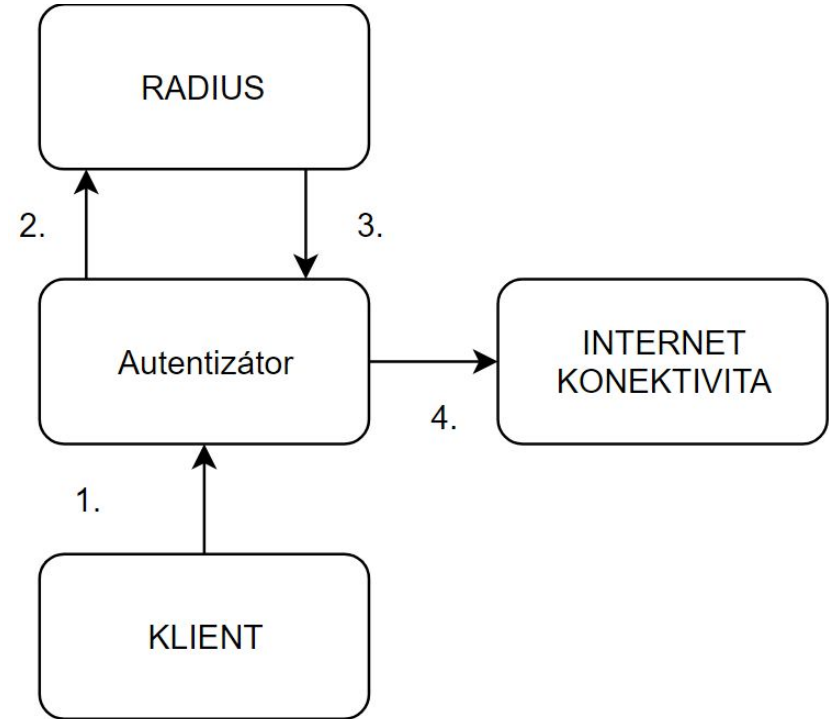 RADIUS
2.
3.
Autentizátor
INTERNET
KONEKTIVITA
4.
1.
KLIENT